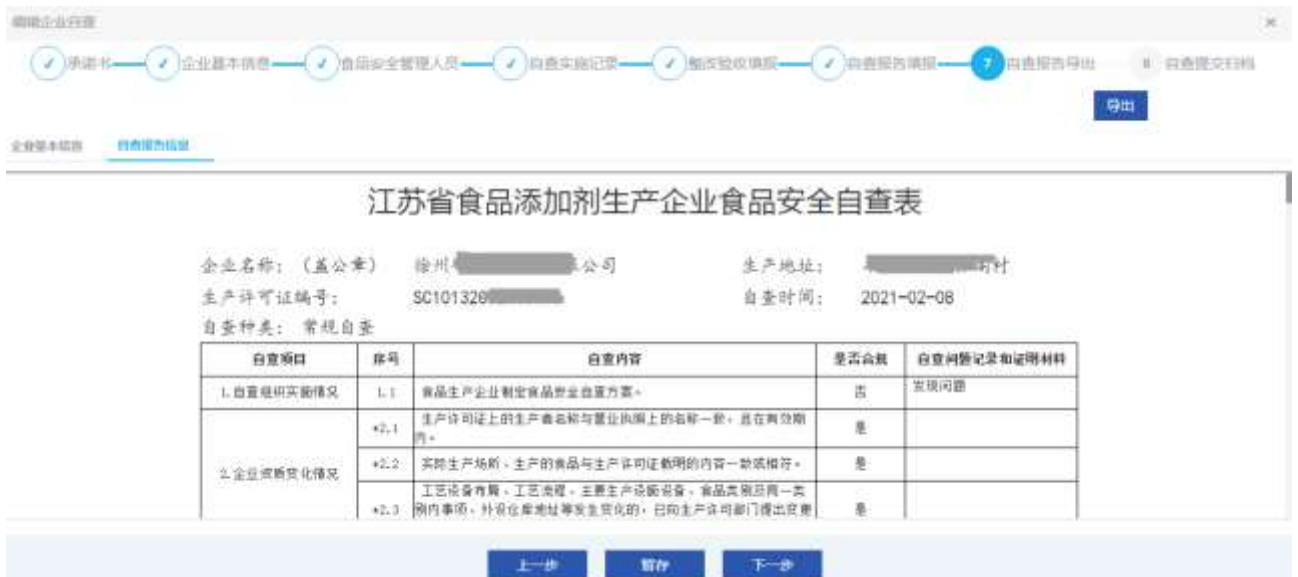 编辑企业自查 ×
承诺书 企业基本信息 食品安全管理人员 自查实施记录 整改验收填报 自查报告填报 7 自查报告导出 8 自查提交归档
导出
企业基本信息 自查报告信息
江苏省食品添加剂生产企业食品安全自查表
企业名称：（盖公章） 徐州 公司 生产地址： 村
生产许可证编号： SC101320 自查时间： 2021-02-08
自查种类： 常规自查
自查项目 序号 自查内容 是否合规 自查问题记录和证明材料
1.自查组织实施情况 1.1 食品生产企业制定食品安全自查方案。 否 发现问题
2.企业资质变化情况 *2.1 生产许可证上的生产者名称与营业执照上的名称一致，且在有效期内。 是
*2.2 实际生产场所、生产的食品与生产许可证载明的内容一致或相符。 是
*2.3 工艺设备布局、工艺流程、主要生产设施设备、食品类别及同一类别内事项、外设仓库地址等发生变化的，已向生产许可部门提出变更 是
上一步 暂存 下一步